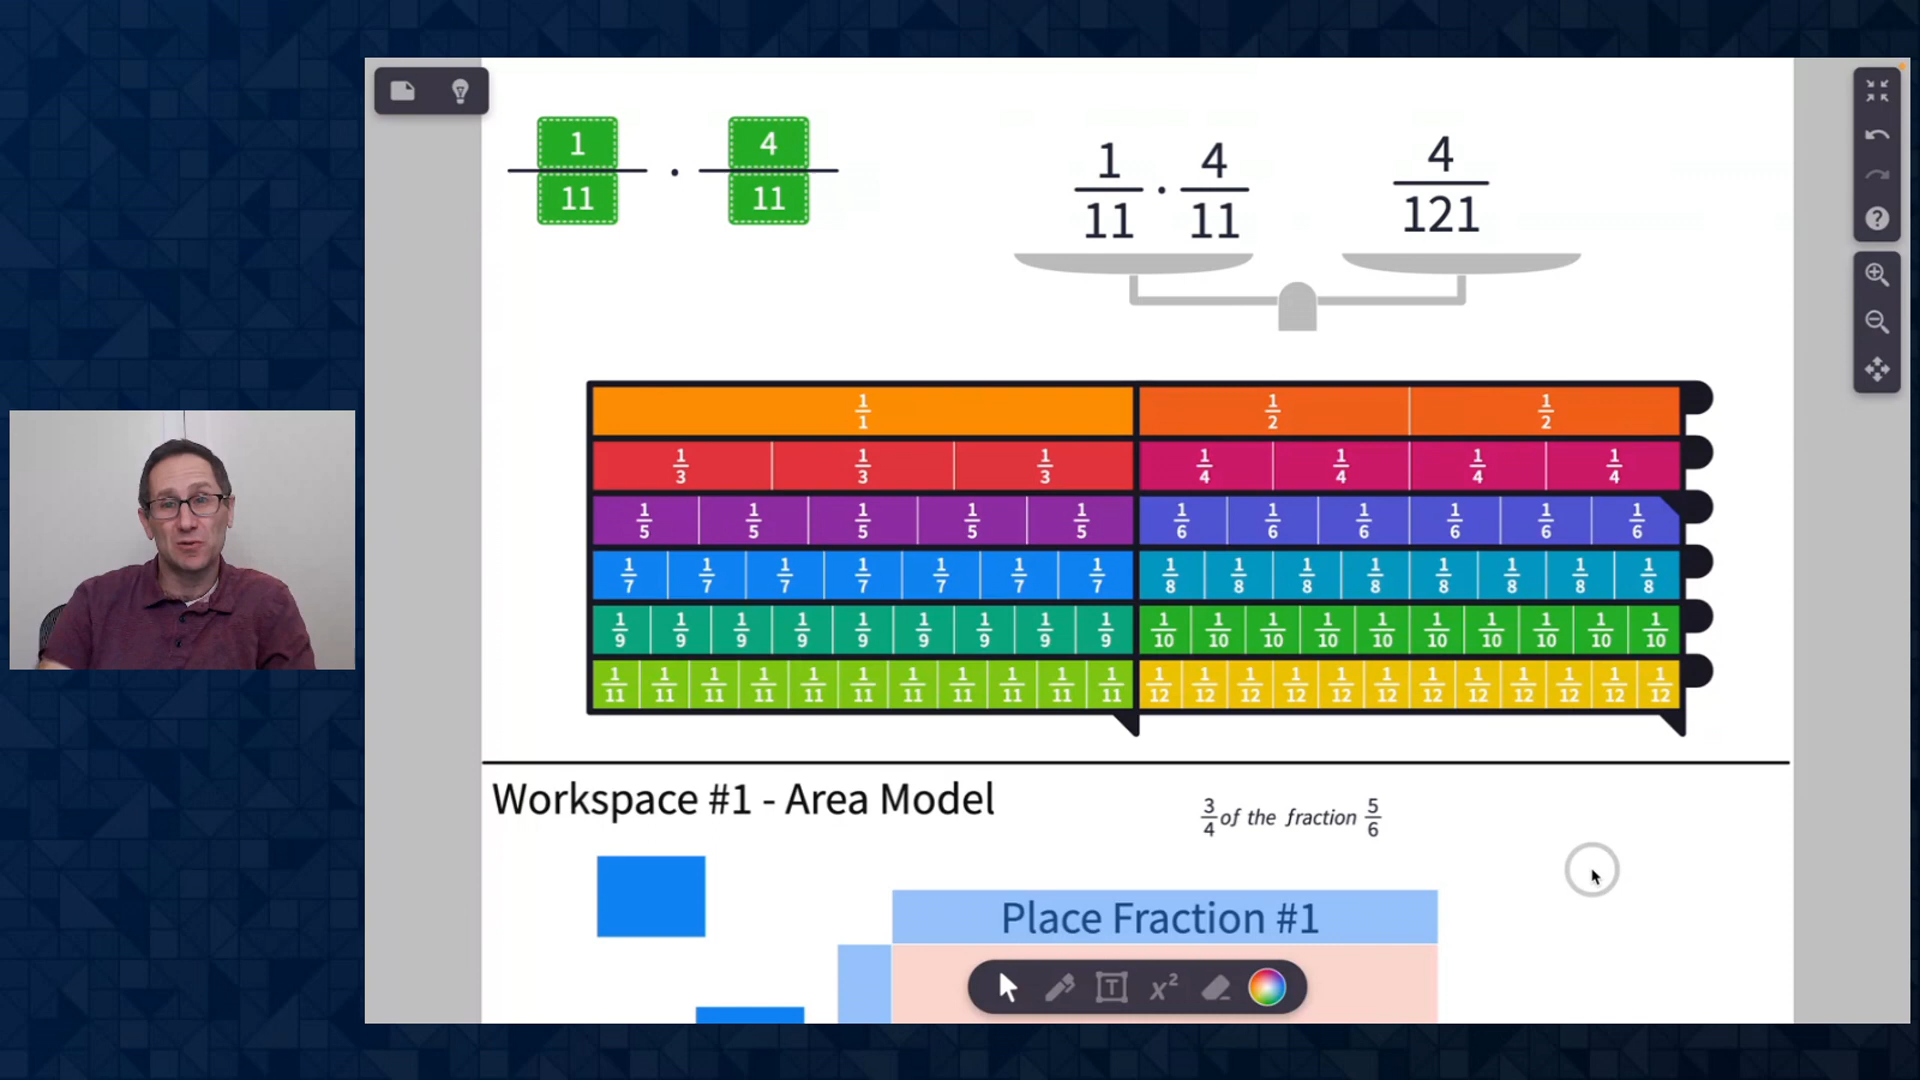 1/11 · 4/11
1/11 · 4/11 4/121
1/1 1/2 1/2
1/3 1/3 1/3 1/4 1/4 1/4 1/4
1/5 1/5 1/5 1/5 1/5 1/6 1/6 1/6 1/6 1/6 1/6
1/7 1/7 1/7 1/7 1/7 1/7 1/7 1/8 1/8 1/8 1/8 1/8 1/8 1/8 1/8
1/9 1/9 1/9 1/9 1/9 1/9 1/9 1/9 1/9 1/10 1/10 1/10 1/10 1/10 1/10 1/10 1/10 1/10 1/10
1/11 1/11 1/11 1/11 1/11 1/11 1/11 1/11 1/11 1/11 1/11 1/12 1/12 1/12 1/12 1/12 1/12 1/12 1/12 1/12 1/12 1/12 1/12
Workspace #1 - Area Model
3/4 of the fraction 5/6
Place Fraction #1
T x²